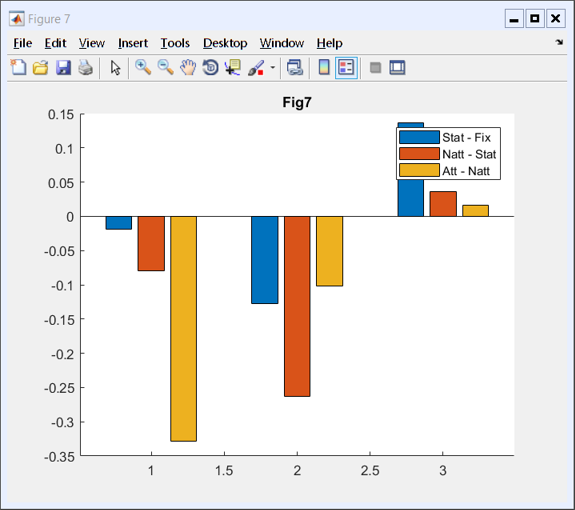 Figure 7
File Edit View Insert Tools Desktop Window Help
Fig7
0.15
0.1
0.05
0
-0.05
-0.1
-0.15
-0.2
-0.25
-0.3
-0.35
Stat - Fix
Natt - Stat
Att - Natt
1 1.5 2 2.5 3